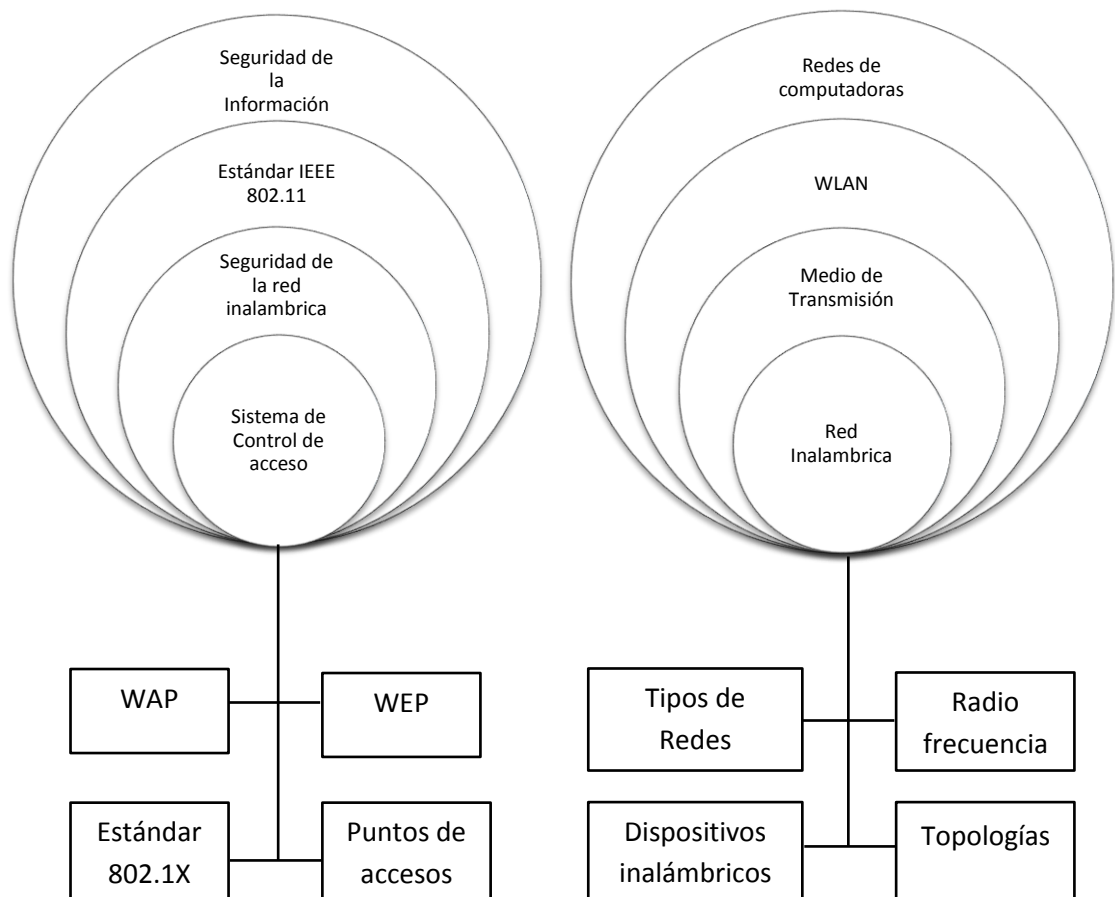 Seguridad de
la
Información
Estándar IEEE
802.11
Seguridad de
la red
inalambrica
Sistema de
Control de
acceso
WAP
WEP
Estándar
802.1X
Puntos de
accesos
Redes de
computadoras
WLAN
Medio de
Transmisión
Red
Inalambrica
Tipos de
Redes
Radio
frecuencia
Dispositivos
inalámbricos
Topologías